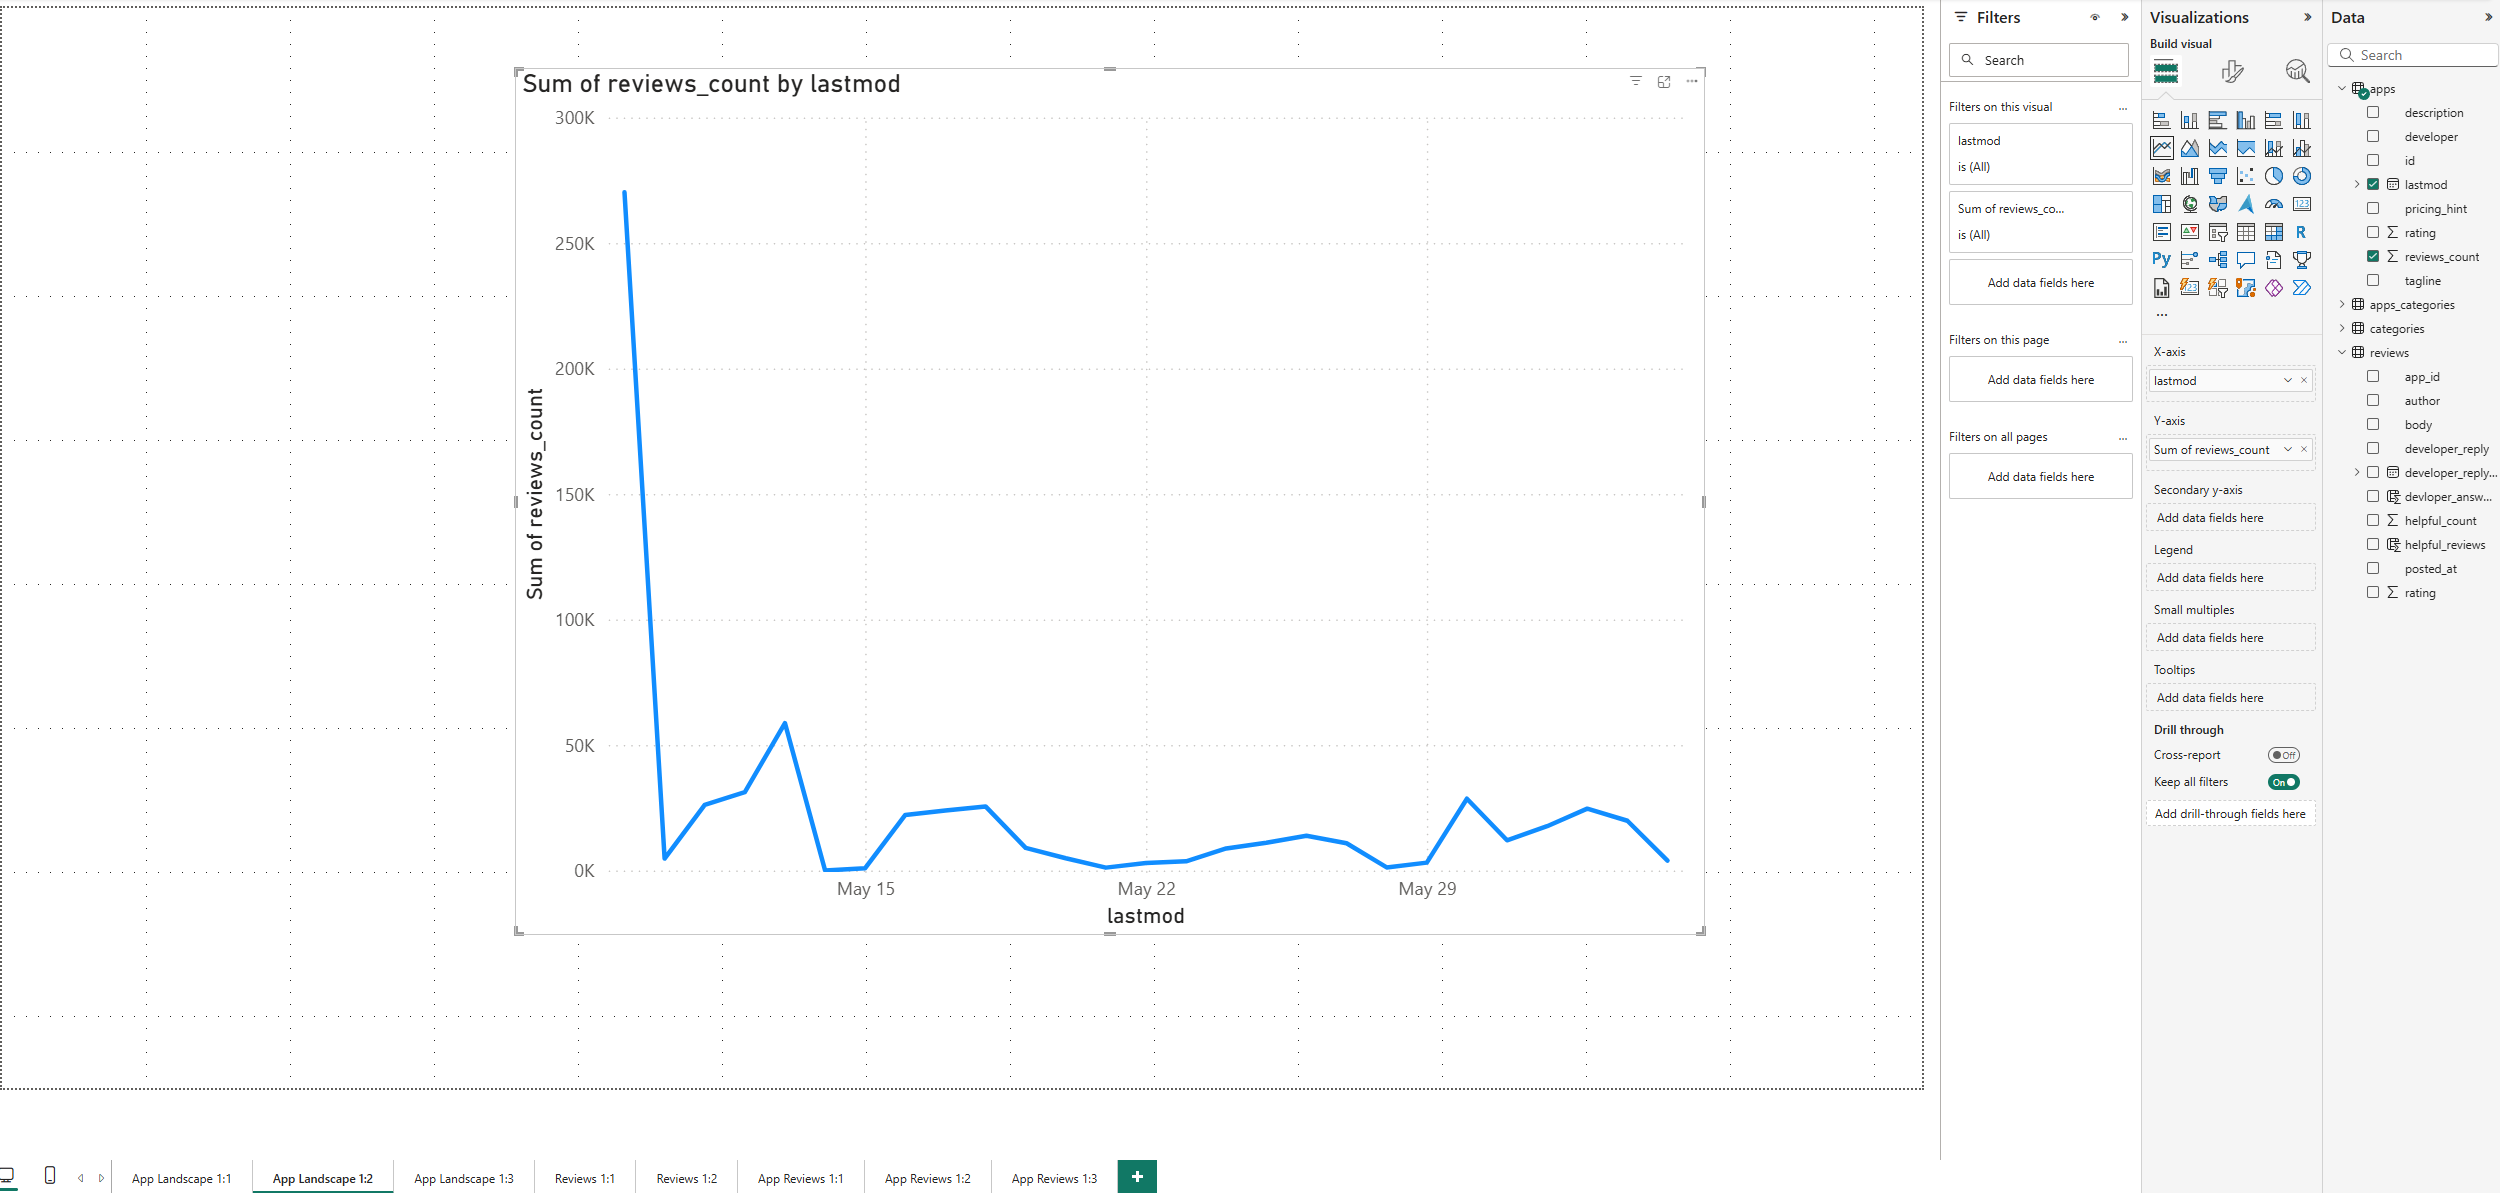 Sum of reviews_count by lastmod
300K
250K
200K
150K
100K
50K
0K
Sum of reviews_count
May 15
May 22
May 29
lastmod
App Landscape 1:1
App Landscape 1:2
App Landscape 1:3
Reviews 1:1
Reviews 1:2
App Reviews 1:1
App Reviews 1:2
App Reviews 1:3
+
Filters
Search
Filters on this visual
...
lastmod
is (All)
Sum of reviews_co...
is (All)
Add data fields here
Filters on this page
...
Add data fields here
Filters on all pages
...
Add data fields here
Visualizations
Build visual
123
R
Py
123
...
X-axis
lastmod
Y-axis
Sum of reviews_count
Secondary y-axis
Add data fields here
Legend
Add data fields here
Small multiples
Add data fields here
Tooltips
Add data fields here
Drill through
Cross-report
Off
Keep all filters
On
Add drill-through fields here
Data
Search
apps
description
developer
id
lastmod
pricing_hint
rating
reviews_count
tagline
apps_categories
categories
reviews
app_id
author
body
developer_reply
developer_reply...
devloper_answ...
helpful_count
helpful_reviews
posted_at
rating